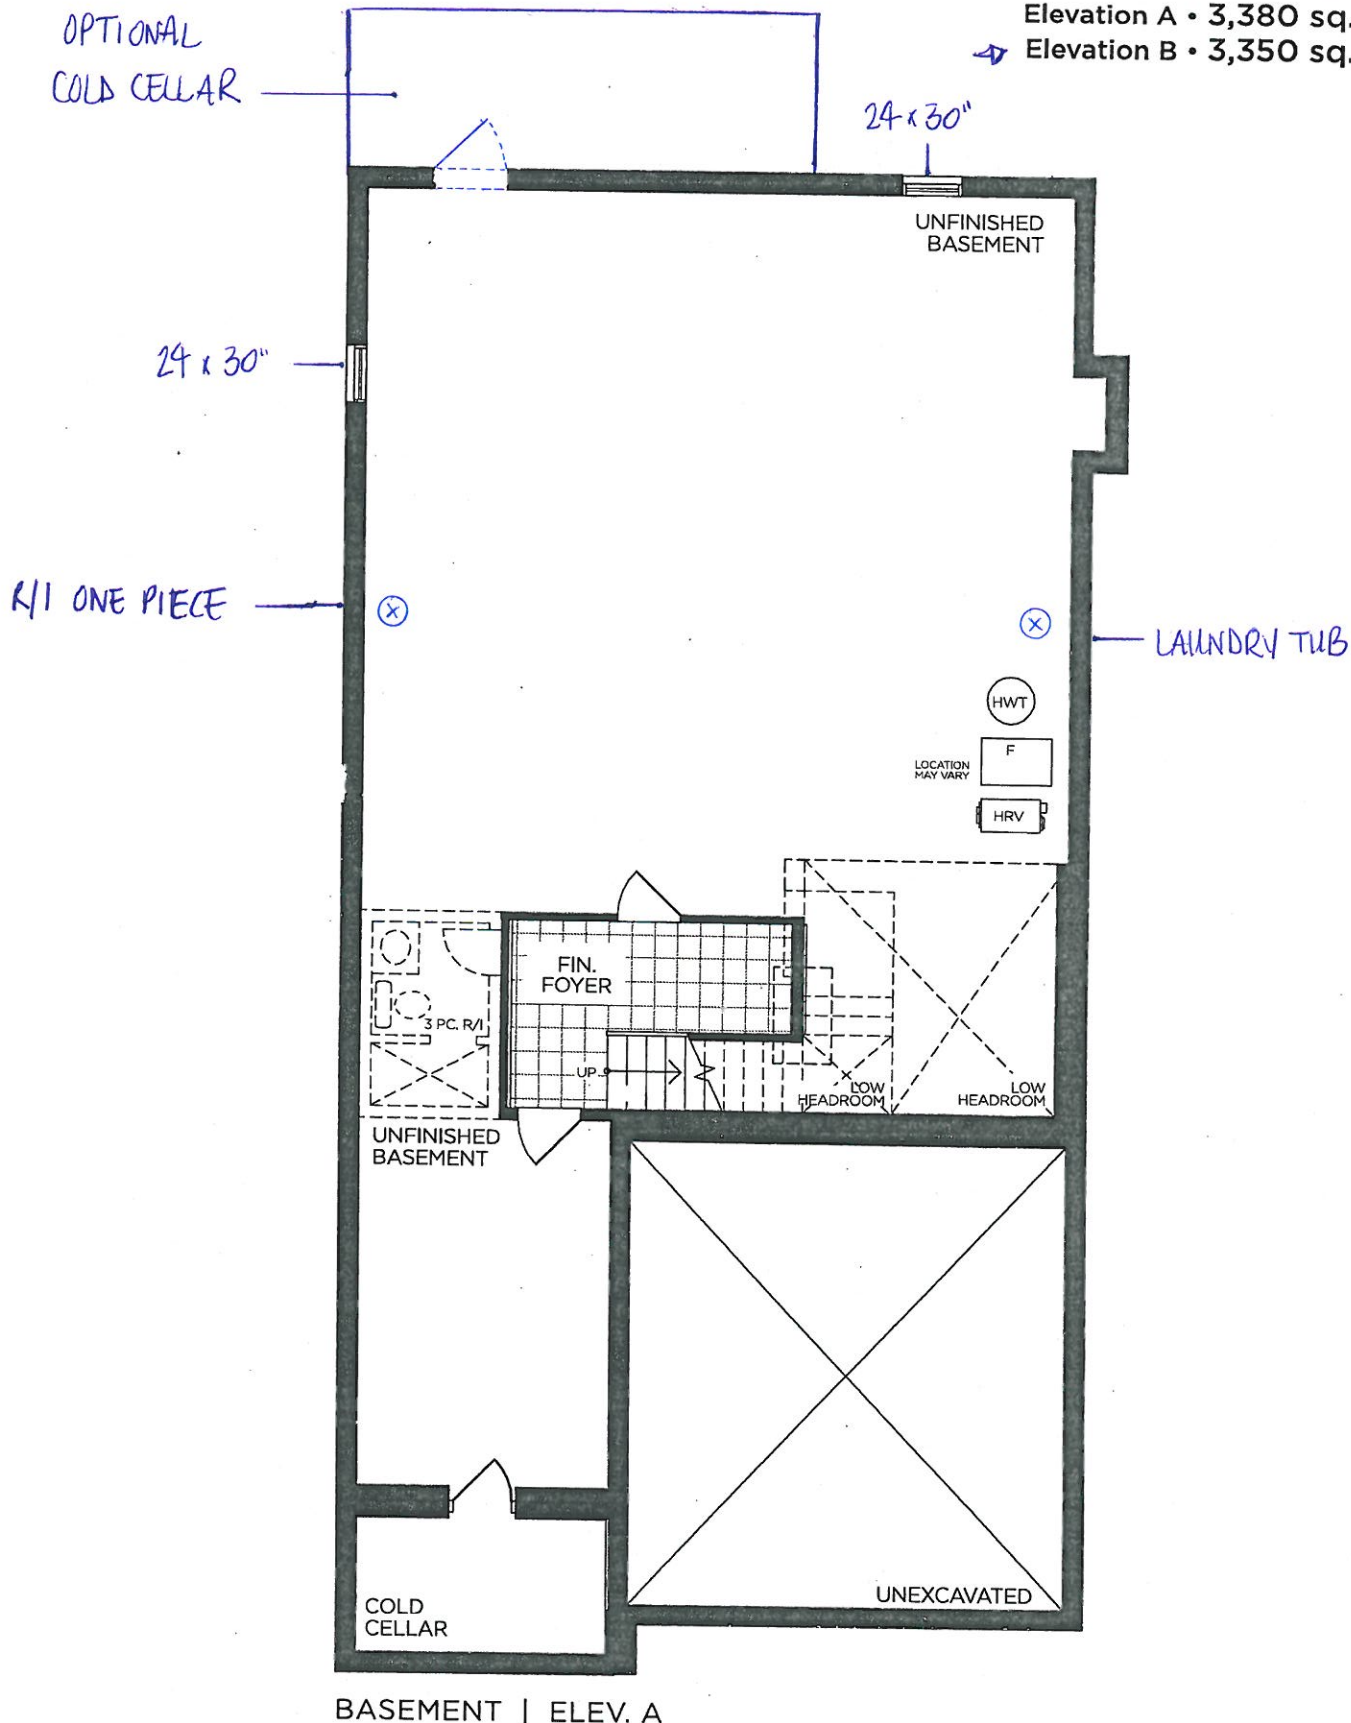 Elevation A • 3,380 sq.
Elevation B • 3,350 sq.
OPTIONAL
COLD CELLAR
24 x 30"
UNFINISHED
BASEMENT
24 x 30"
R/I ONE PIECE
LAUNDRY TUB
HWT
F
LOCATION
MAY VARY
HRV
FIN.
FOYER
3 PC. R/I
UP
LOW
HEADROOM
LOW
HEADROOM
UNFINISHED
BASEMENT
UNEXCAVATED
COLD
CELLAR
BASEMENT | ELEV. A